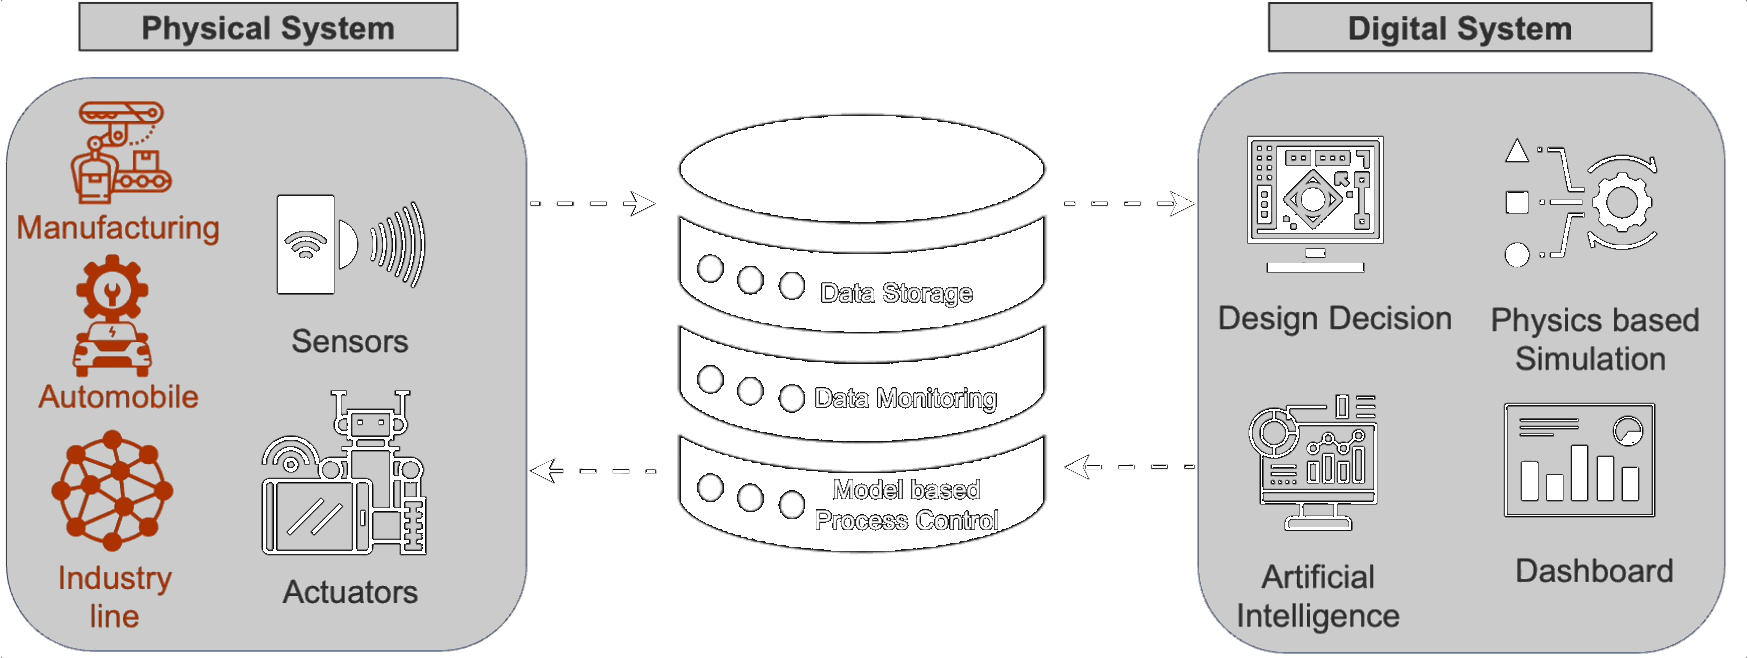 Physical System
Digital System
Manufacturing
Automobile
Industry
line
Sensors
Actuators
Data Storage
Data Monitoring
Model based
Process Control
Design Decision
Physics based
Simulation
Artificial
Intelligence
Dashboard